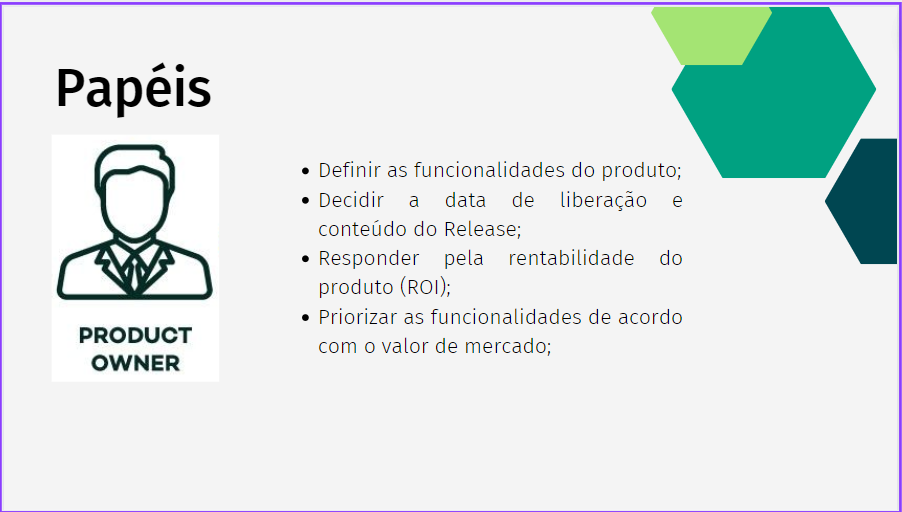 Papéis
PRODUCT
OWNER
• Definir as funcionalidades do produto;
• Decidir a data de liberação e
conteúdo do Release;
• Responder pela rentabilidade do
produto (ROI);
• Priorizar as funcionalidades de acordo
com o valor de mercado;